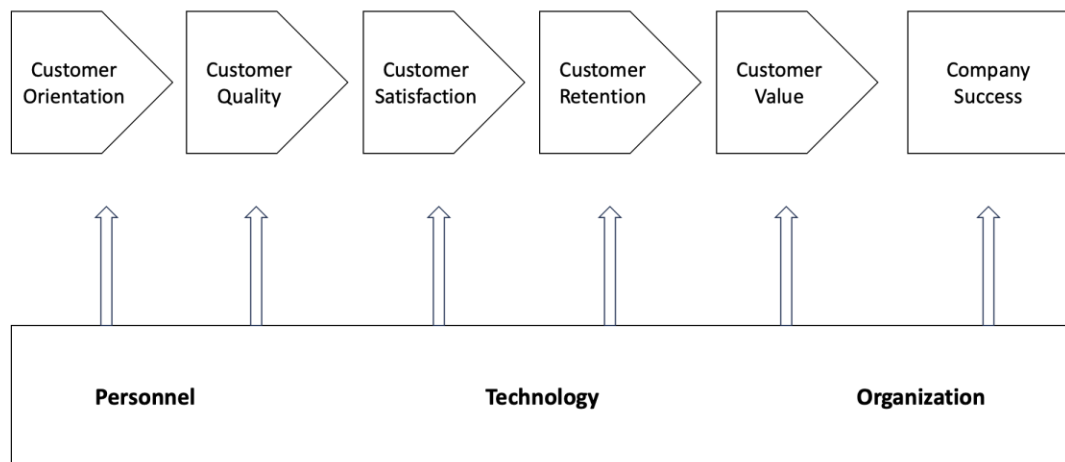 Customer
Orientation
Customer
Quality
Customer
Satisfaction
Customer
Retention
Customer
Value
Company
Success
Personnel
Technology
Organization